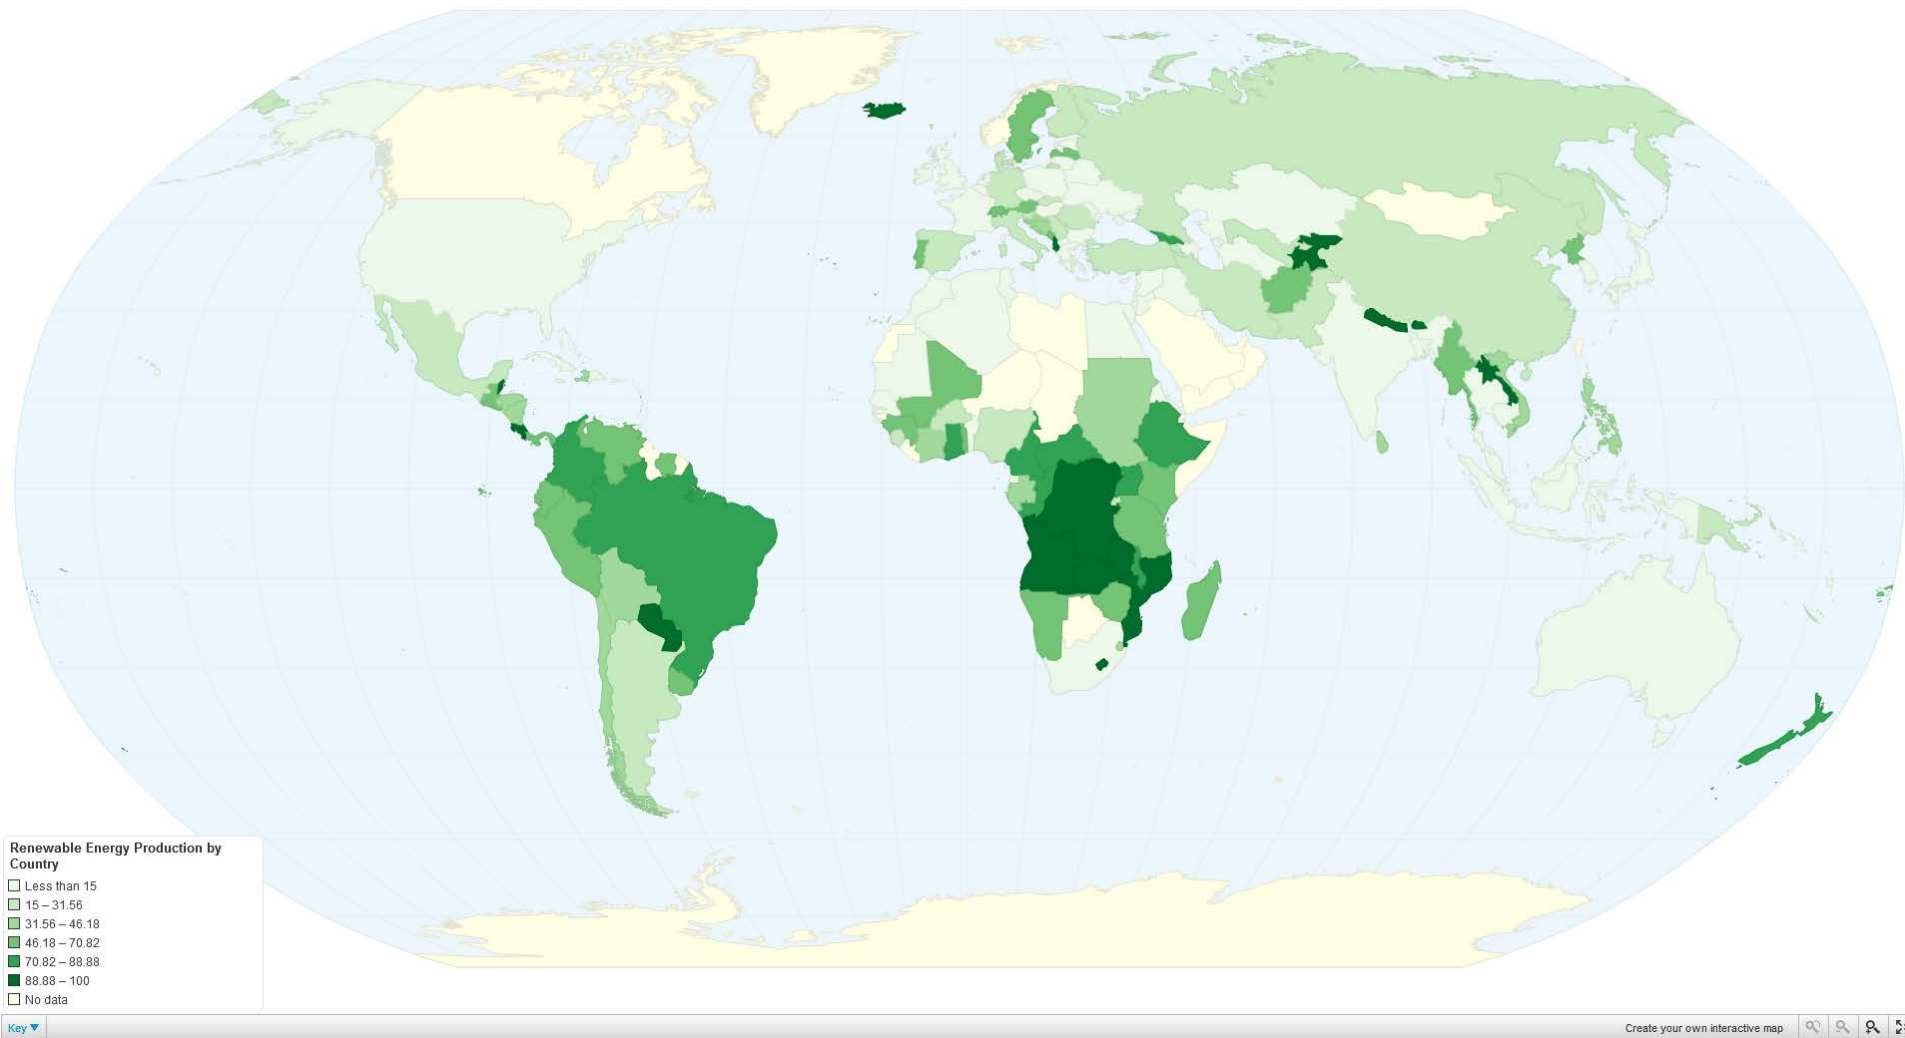 Renewable Energy Production by
Country
Less than 15
15 – 31.56
31.56 – 46.18
46.18 – 70.82
70.82 – 88.88
88.88 – 100
No data
Key
Create your own interactive map